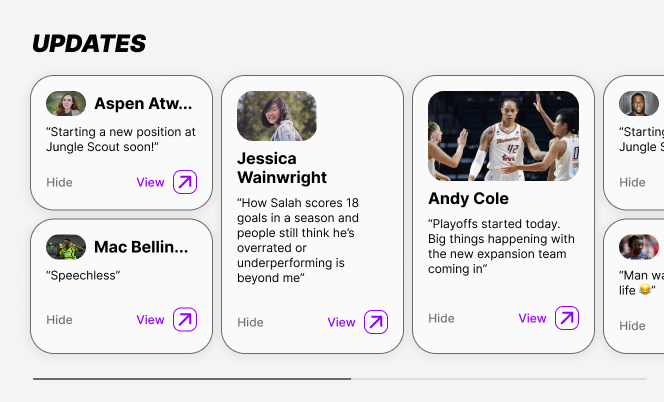 UPDATES
Aspen Atw...
“Starting a new position at
Jungle Scout soon!”
Hide
View
Mac Bellin...
“Speechless”
Hide
View
Jessica
Wainwright
“How Salah scores 18
goals in a season and
people still think he’s
overrated or
underperforming is
beyond me”
Hide
View
42
Andy Cole
“Playoffs started today.
Big things happening with
the new expansion team
coming in”
Hide
View
“Starting
Jungle S
Hide
“Man wa
life 😂”
Hide